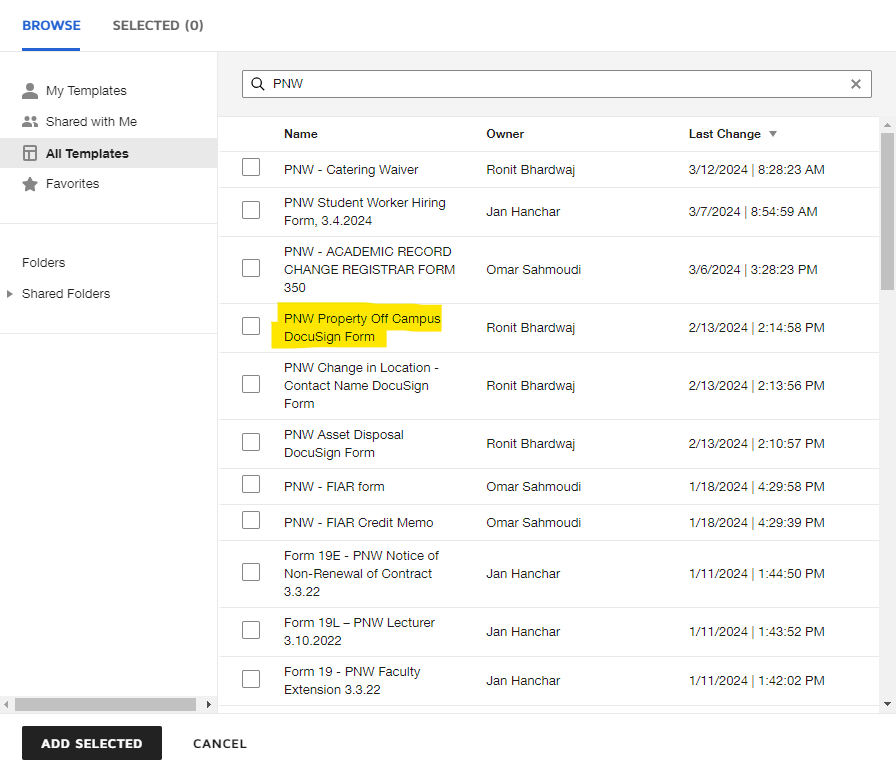 BROWSE SELECTED (0)
My Templates
Shared with Me
All Templates
Favorites
Folders
Shared Folders
PNW
Name Owner Last Change
PNW - Catering Waiver Ronit Bhardwaj 3/12/2024 | 8:28:23 AM
PNW Student Worker Hiring
Form, 3.4.2024 Jan Hanchar 3/7/2024 | 8:54:59 AM
PNW - ACADEMIC RECORD
CHANGE REGISTRAR FORM
350 Omar Sahmoudi 3/6/2024 | 3:28:23 PM
PNW Property Off Campus
DocuSign Form Ronit Bhardwaj 2/13/2024 | 2:14:58 PM
PNW Change in Location -
Contact Name DocuSign
Form Ronit Bhardwaj 2/13/2024 | 2:13:56 PM
PNW Asset Disposal
DocuSign Form Ronit Bhardwaj 2/13/2024 | 2:10:57 PM
PNW - FIAR form Omar Sahmoudi 1/18/2024 | 4:29:58 PM
PNW - FIAR Credit Memo Omar Sahmoudi 1/18/2024 | 4:29:39 PM
Form 19E - PNW Notice of
Non-Renewal of Contract
3.3.22 Jan Hanchar 1/11/2024 | 1:44:50 PM
Form 19L – PNW Lecturer
3.10.2022 Jan Hanchar 1/11/2024 | 1:43:52 PM
Form 19 - PNW Faculty
Extension 3.3.22 Jan Hanchar 1/11/2024 | 1:42:02 PM
ADD SELECTED CANCEL